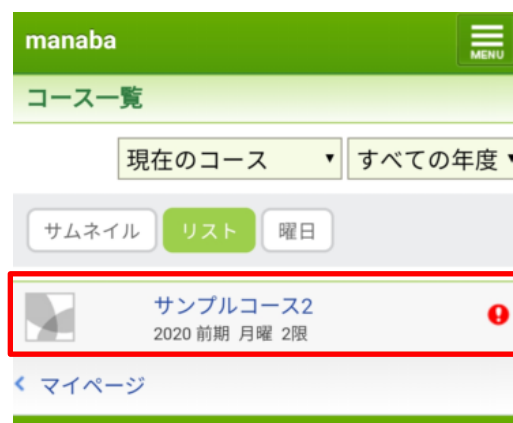 manaba
MENU
コース一覧
現在のコース すべての年度
サムネイル リスト 曜日
サンプルコース2
2020 前期 月曜 2限
マイページ